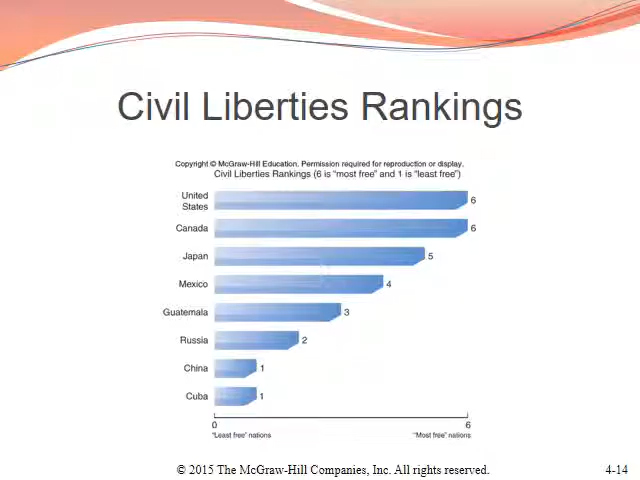 Civil Liberties Rankings
Copyright © McGraw-Hill Education. Permission required for reproduction or display.
Civil Liberties Rankings (6 is “most free” and 1 is “least free”)
United
States
6
Canada 6
Japan 5
Mexico 4
Guatemala 3
Russia 2
China 1
Cuba 1
0 6
“Least free” nations “Most free” nations
© 2015 The McGraw-Hill Companies, Inc. All rights reserved. 4-14